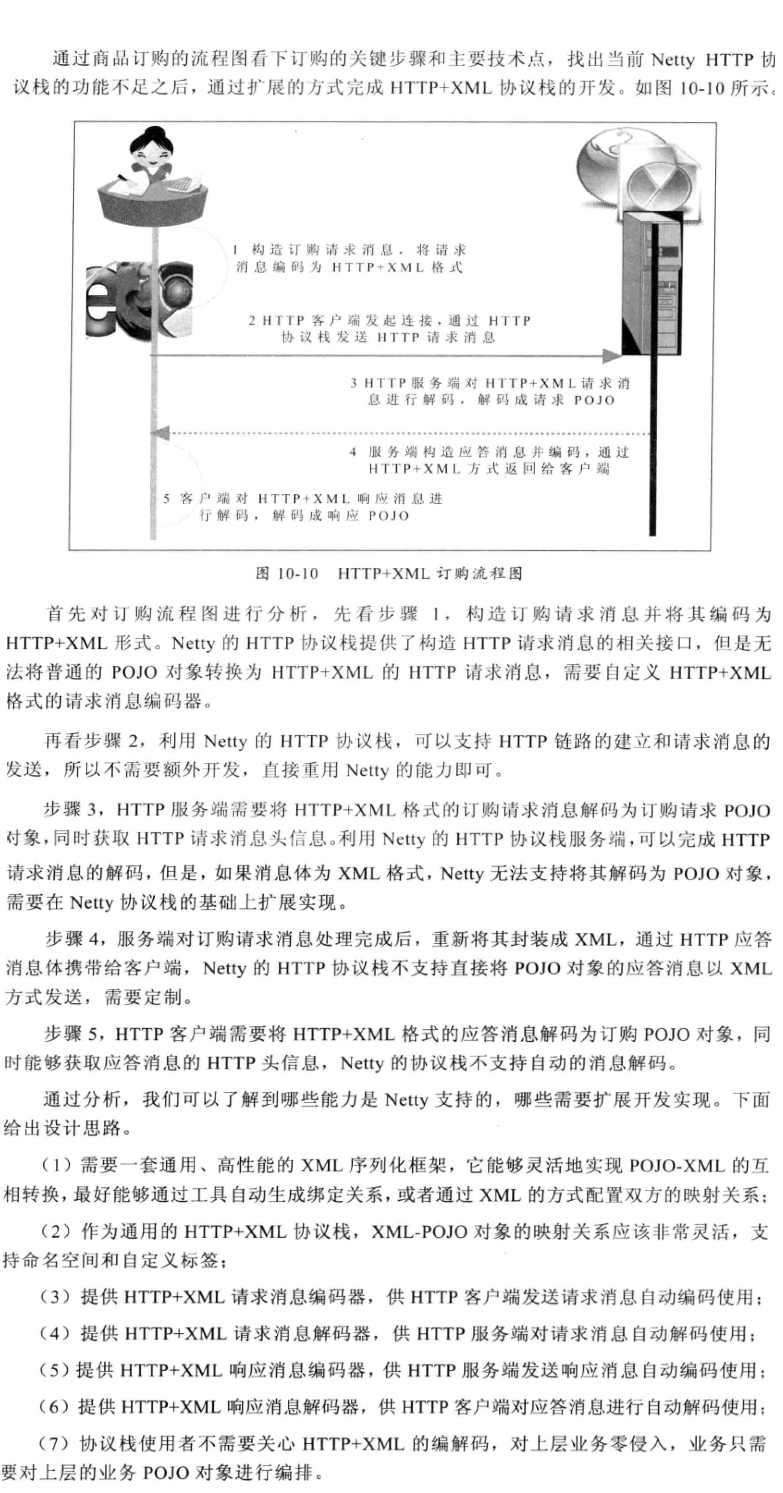 通过商品订购的流程图看下订购的关键步骤和主要技术点，找出当前 Netty HTTP 协
议栈的功能不足之后，通过扩展的方式完成 HTTP+XML 协议栈的开发。如图 10-10 所示。
1 构造订购请求消息，将请求
消息编码为 HTTP+XML 格式
2 HTTP 客户端发起连接，通过 HTTP
协议栈发送 HTTP 请求消息
3 HTTP 服务端对 HTTP+XML 请求消
息进行解码，解码成请求 POJO
4 服务端构造应答消息并编码，通过
HTTP+XML 方式返回给客户端
5 客户端对 HTTP+XML 响应消息进
行解码，解码成响应 POJO
图 10-10 HTTP+XML 订购流程图
首先对订购流程图进行分析，先看步骤 1，构造订购请求消息并将其编码为
HTTP+XML 形式。Netty 的 HTTP 协议栈提供了构造 HTTP 请求消息的相关接口，但是无
法将普通的 POJO 对象转换为 HTTP+XML 的 HTTP 请求消息，需要自定义 HTTP+XML
格式的请求消息编码器。
再看步骤 2，利用 Netty 的 HTTP 协议栈，可以支持 HTTP 链路的建立和请求消息的
发送，所以不需要额外开发，直接重用 Netty 的能力即可。
步骤 3，HTTP 服务端需要将 HTTP+XML 格式的订购请求消息解码为订购请求 POJO
对象，同时获取 HTTP 请求消息头信息。利用 Netty 的 HTTP 协议栈服务端，可以完成 HTTP
请求消息的解码，但是，如果消息体为 XML 格式，Netty 无法支持将其解码为 POJO 对象，
需要在 Netty 协议栈的基础上扩展实现。
步骤 4，服务端对订购请求消息处理完成后，重新将其封装成 XML，通过 HTTP 应答
消息体携带给客户端，Netty 的 HTTP 协议栈不支持直接将 POJO 对象的应答消息以 XML
方式发送，需要定制。
步骤 5，HTTP 客户端需要将 HTTP+XML 格式的应答消息解码为订购 POJO 对象，同
时能够获取应答消息的 HTTP 头信息，Netty 的协议栈不支持自动的消息解码。
通过分析，我们可以了解到哪些能力是 Netty 支持的，哪些需要扩展开发实现。下面
给出设计思路。
（1）需要一套通用、高性能的 XML 序列化框架，它能够灵活地实现 POJO-XML 的互
相转换，最好能够通过工具自动生成绑定关系，或者通过 XML 的方式配置双方的映射关系；
（2）作为通用的 HTTP+XML 协议栈，XML-POJO 对象的映射关系应该非常灵活，支
持命名空间和自定义标签；
（3）提供 HTTP+XML 请求消息编码器，供 HTTP 客户端发送请求消息自动编码使用；
（4）提供 HTTP+XML 请求消息解码器，供 HTTP 服务端对请求消息自动解码使用；
（5）提供 HTTP+XML 响应消息编码器，供 HTTP 服务端发送响应消息自动编码使用；
（6）提供 HTTP+XML 响应消息解码器，供 HTTP 客户端对应答消息进行自动解码使用；
（7）协议栈使用者不需要关心 HTTP+XML 的编解码，对上层业务零侵入，业务只需
要对上层的业务 POJO 对象进行编排。